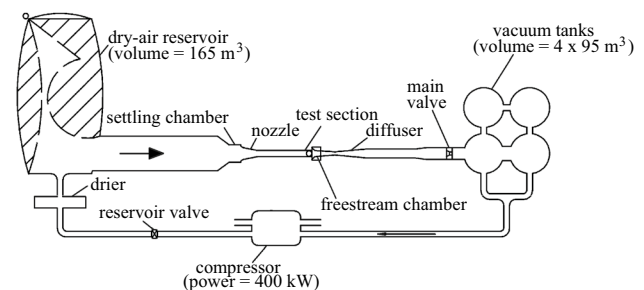 dry-air reservoir
(volume = 165 m³)
vacuum tanks
(volume = 4 x 95 m³)
main
valve
settling chamber
nozzle
test section
diffuser
drier
freestream chamber
reservoir valve
compressor
(power = 400 kW)